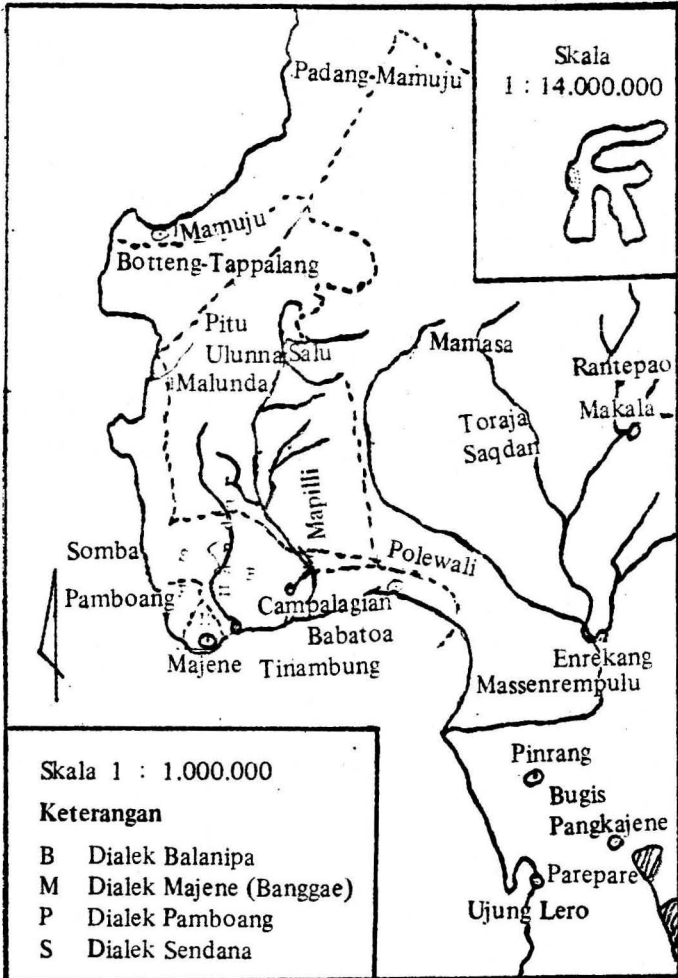 Padang-Mamuju
Skala
1 : 14.000.000
Mamuju
Botteng-Tappalang
Pitu
Ulunna Salu
Malunda
Mamasa
Rantepao
Makala
Toraja
Saqdan
Mapilli
Somba
Polewali
Pamboang
Campalagian
Babatoa
Majene
Tinambung
Enrekang
Massenrempulu
Pinrang
Bugis
Pangkajene
Parepare
Ujung Lero
Skala 1 : 1.000.000
Keterangan
B Dialek Balanipa
M Dialek Majene (Banggae)
P Dialek Pamboang
S Dialek Sendana